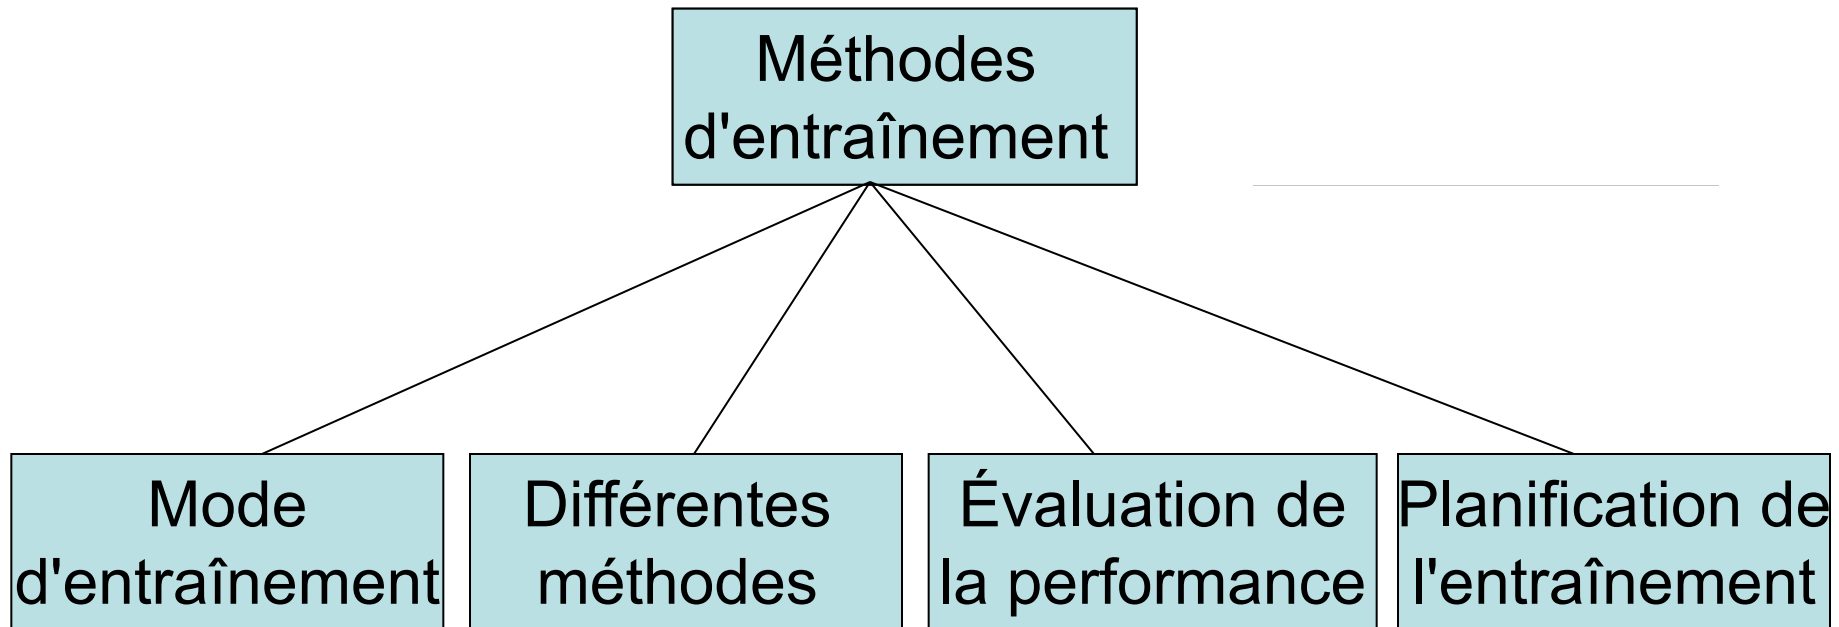 Méthodes
d'entraînement
Mode
d'entraînement
Différentes
méthodes
Évaluation de
la performance
Planification de
l'entraînement